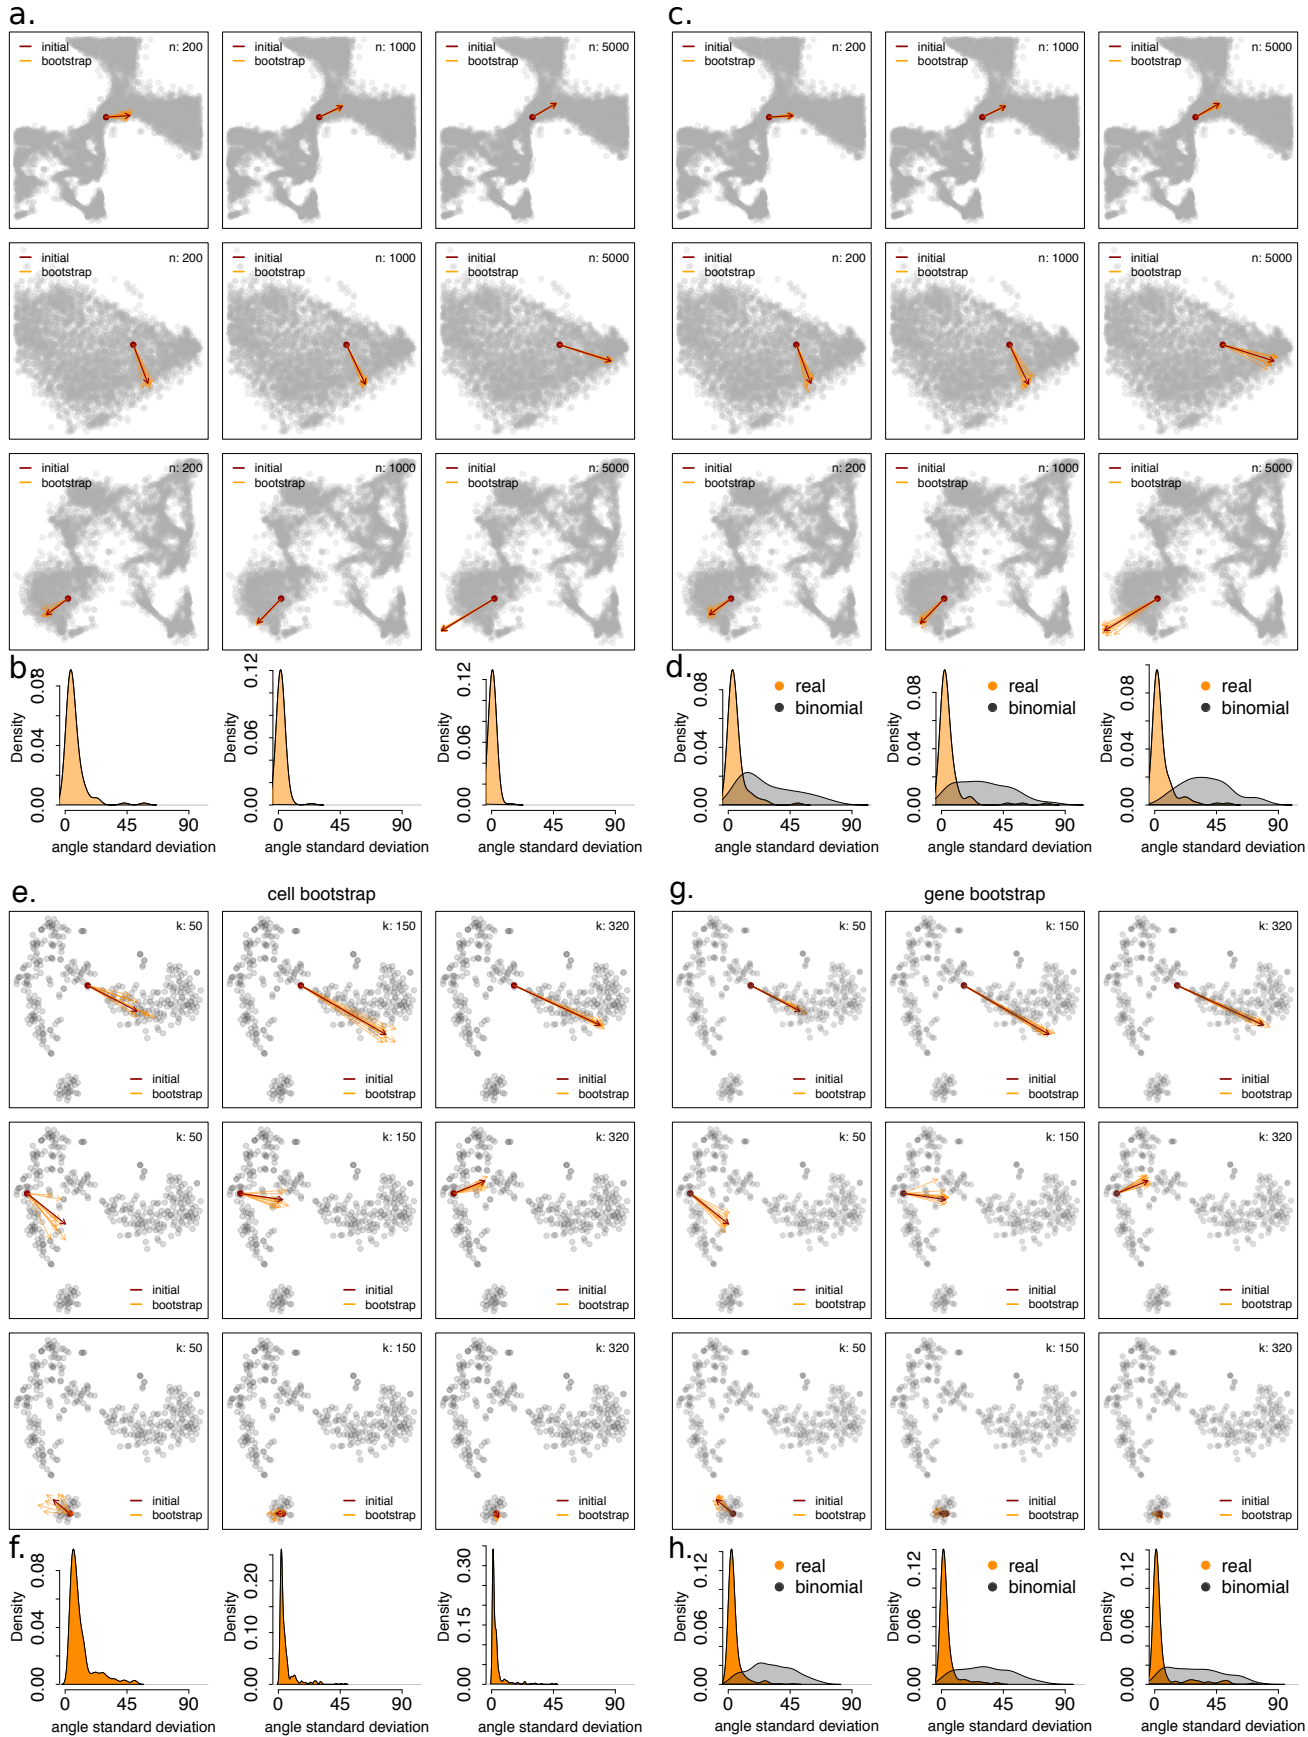 a.
c.
initial n: 200
bootstrap
initial n: 1000
bootstrap
initial n: 5000
bootstrap
initial n: 200
bootstrap
initial n: 1000
bootstrap
initial n: 5000
bootstrap
initial n: 200
bootstrap
initial n: 1000
bootstrap
initial n: 5000
bootstrap
initial n: 200
bootstrap
initial n: 1000
bootstrap
initial n: 5000
bootstrap
initial n: 200
bootstrap
initial n: 1000
bootstrap
initial n: 5000
bootstrap
initial n: 200
bootstrap
initial n: 1000
bootstrap
initial n: 5000
bootstrap
b.
Density
0.00 0.04 0.08
0 45 90
angle standard deviation
Density
0.00 0.06 0.12
0 45 90
angle standard deviation
Density
0.00 0.06 0.12
0 45 90
angle standard deviation
d.
real
binomial
Density
0.00 0.04 0.08
0 45 90
angle standard deviation
real
binomial
Density
0.00 0.04 0.08
0 45 90
angle standard deviation
real
binomial
Density
0.00 0.04 0.08
0 45 90
angle standard deviation
e.
cell bootstrap
g.
gene bootstrap
k: 50
initial
bootstrap
k: 150
initial
bootstrap
k: 320
initial
bootstrap
k: 50
initial
bootstrap
k: 150
initial
bootstrap
k: 320
initial
bootstrap
k: 50
initial
bootstrap
k: 150
initial
bootstrap
k: 320
initial
bootstrap
k: 50
initial
bootstrap
k: 150
initial
bootstrap
k: 320
initial
bootstrap
k: 50
initial
bootstrap
k: 150
initial
bootstrap
k: 320
initial
bootstrap
k: 50
initial
bootstrap
k: 150
initial
bootstrap
k: 320
initial
bootstrap
f.
Density
0.00 0.04 0.08
0 45 90
angle standard deviation
Density
0.00 0.10 0.20
0 45 90
angle standard deviation
Density
0.00 0.15 0.30
0 45 90
angle standard deviation
h.
real
binomial
Density
0.00 0.06 0.12
0 45 90
angle standard deviation
real
binomial
Density
0.00 0.06 0.12
0 45 90
angle standard deviation
real
binomial
Density
0.00 0.06 0.12
0 45 90
angle standard deviation